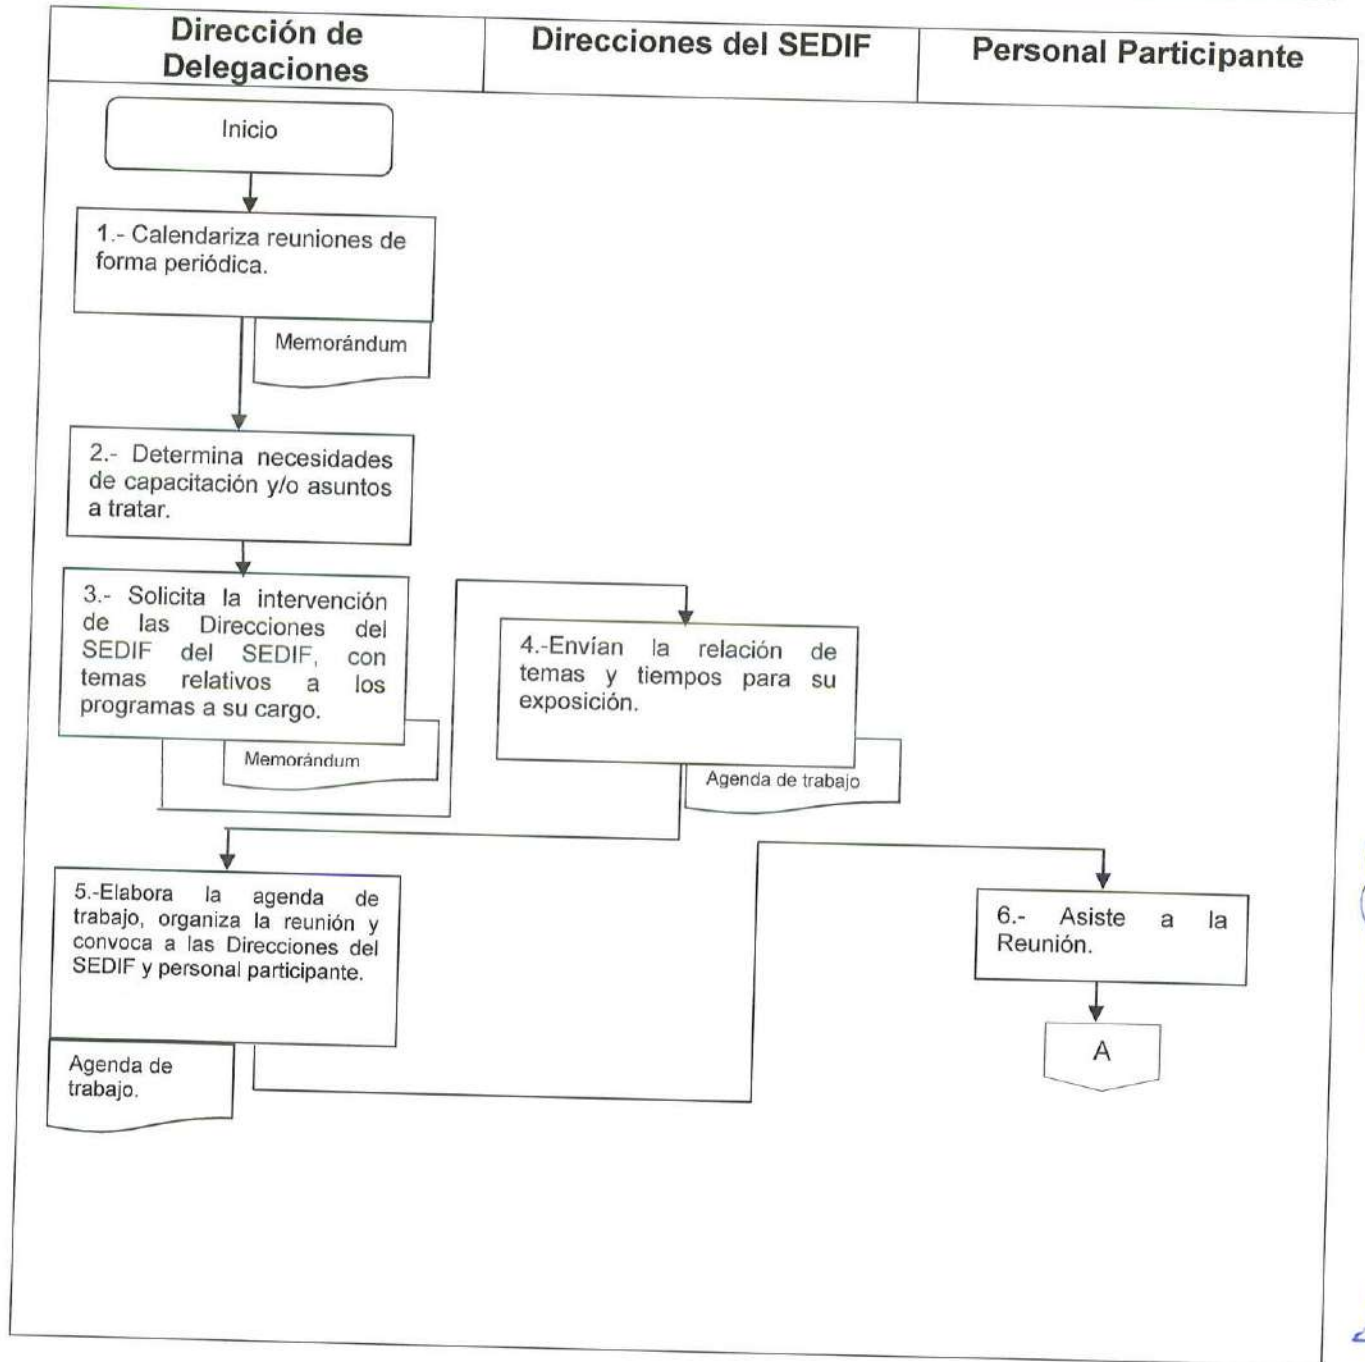 Dirección de
Delegaciones
Direcciones del SEDIF
Personal Participante
Inicio
1.- Calendariza reuniones de
forma periódica.
Memorándum
2.- Determina necesidades
de capacitación y/o asuntos
a tratar.
3.- Solicita la intervención
de las Direcciones del
SEDIF del SEDIF, con
temas relativos a los
programas a su cargo.
Memorándum
4.-Envían la relación de
temas y tiempos para su
exposición.
Agenda de trabajo
5.-Elabora la agenda de
trabajo, organiza la reunión y
convoca a las Direcciones del
SEDIF y personal participante.
Agenda de
trabajo.
6.- Asiste a la
Reunión.
A